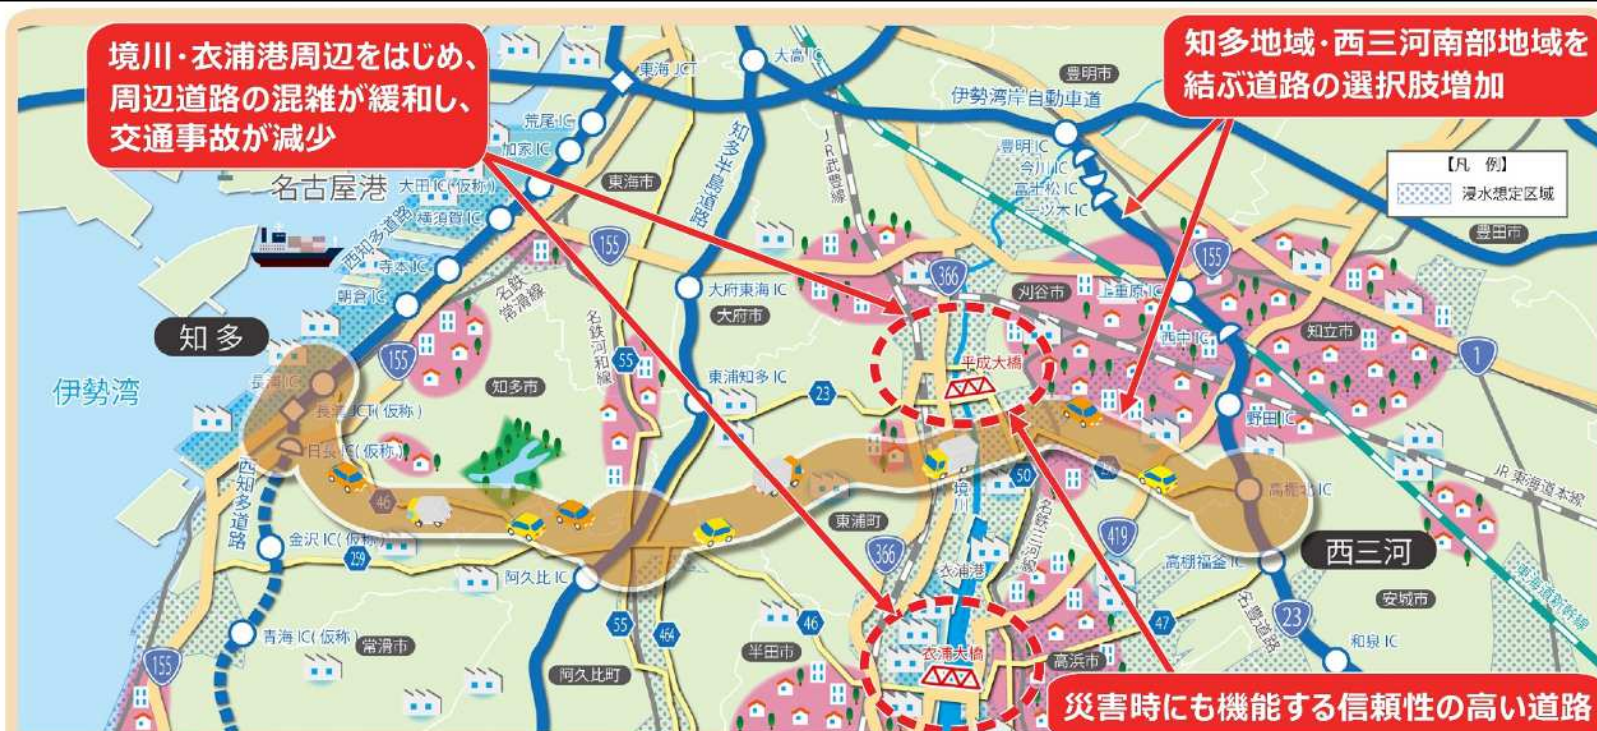 境川・衣浦港周辺をはじめ、
周辺道路の混雑が緩和し、
交通事故が減少
知多地域・西三河南部地域を
結ぶ道路の選択肢増加
【凡 例】
浸水想定区域
東海JCT
大高IC
豊明市
伊勢湾岸自動車道
荒尾IC
加家IC
知多半島道路
JR武豊線
豊明IC
今川IC
富士松IC
一ツ木IC
名古屋港
大田IC(仮称)
東海市
横須賀IC
西知多道路
155
豊田市
寺本IC
朝倉IC
名鉄
常滑線
大府東海IC
大府市
366
刈谷市
上重原IC
155
知多
155
名鉄河和線
55
西中IC
知立市
1
伊勢湾
長浦IC
知多市
東浦知多IC
23
平成大橋
長浦JCT(仮称)
野田IC
日長IC(仮称)
西知多道路
46
境川
50
高棚北IC
JR東海道本線
東浦町
金沢IC(仮称)
259
366
衣浦港
名鉄三河線
419
西三河
高棚福釜IC
阿久比IC
安城市
東海道新幹線
青海IC(仮称)
常滑市
55
464
46
47
名豊道路
23
和泉IC
155
阿久比町
半田市
衣浦大橋
高浜市
災害時にも機能する信頼性の高い道路